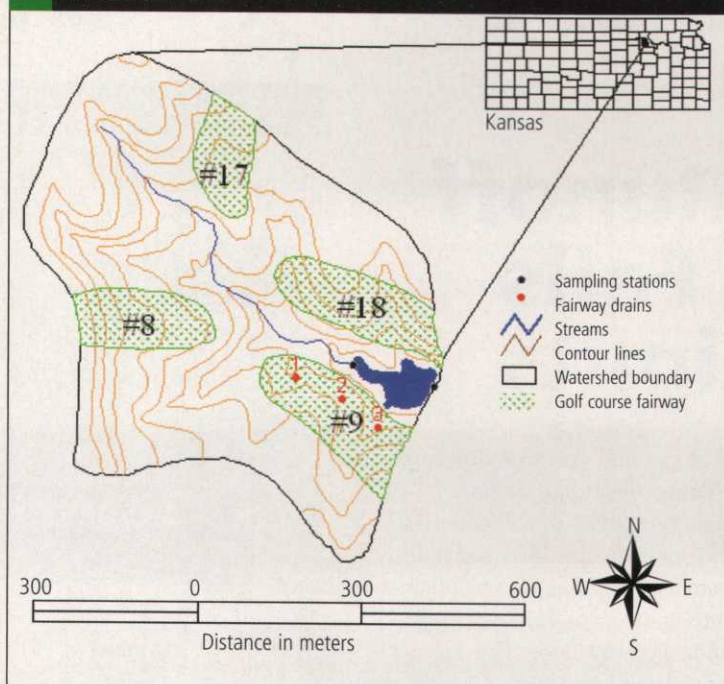 Kansas
#17
#18
#8
1
2
#9
3
Sampling stations
Fairway drains
Streams
Contour lines
Watershed boundary
Golf course fairway
N
W E
S
300 0 300 600
Distance in meters